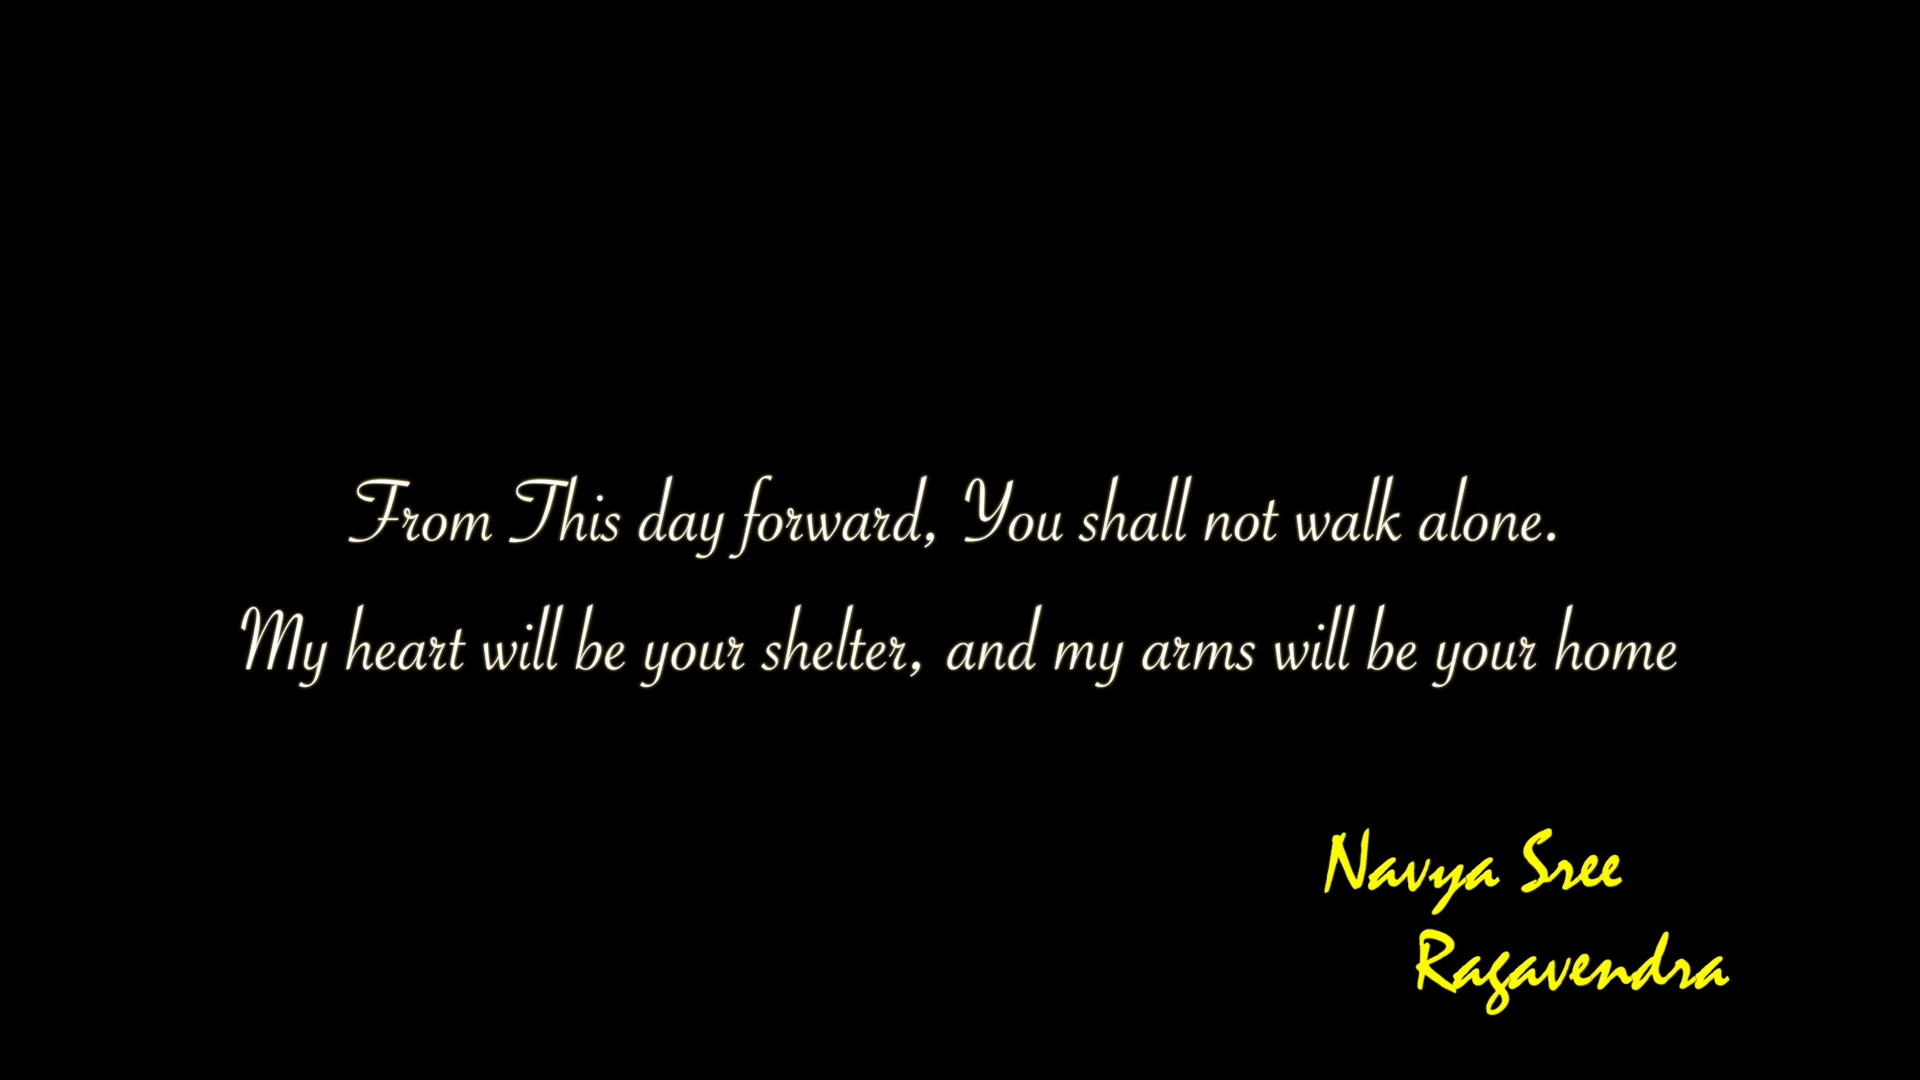 From This day forward, You shall not walk alone.
My heart will be your shelter, and my arms will be your home
Navya Sree
Ragavendra